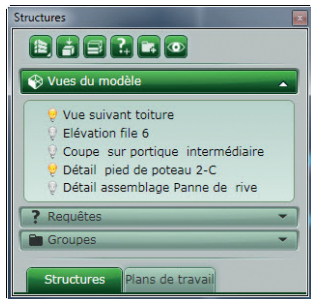 Structures
Vues du modèle
Vue suivant toiture
Elévation file 6
Coupe sur portique intermédiaire
Détail pied de poteau 2-C
Détail assemblage Panne de rive
? Requêtes
Groupes
Structures
Plans de travail